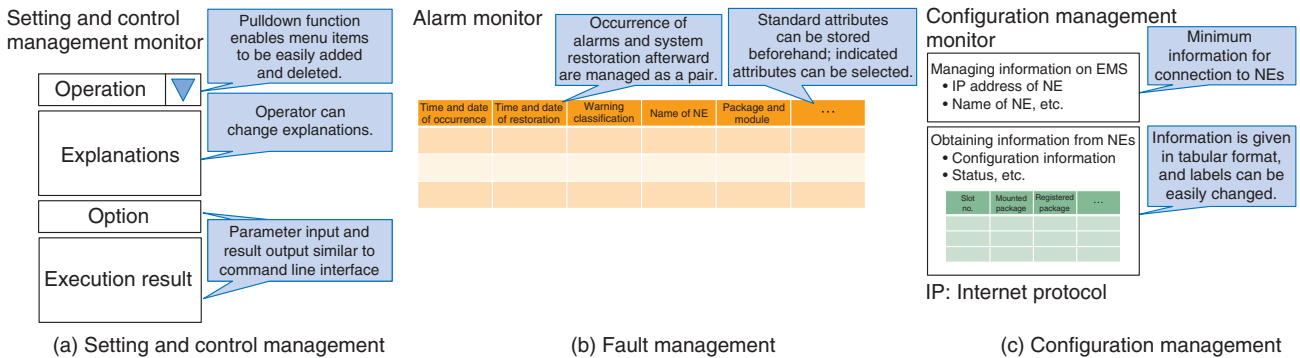 Setting and control
management monitor
Pulldown function
enables menu items
to be easily added
and deleted.
Operation
Operator can
change explanations.
Explanations
Option
Parameter input and
result output similar to
command line interface
Execution result
(a) Setting and control management
Alarm monitor
Occurrence of
alarms and system
restoration afterward
are managed as a pair.
Standard attributes
can be stored
beforehand; indicated
attributes can be selected.
Time and date
of occurrence
Time and date
of restoration
Warning
classification
Name of NE
Package and
module
…
(b) Fault management
Configuration management
monitor
Minimum
information for
connection to NEs
Managing information on EMS
• IP address of NE
• Name of NE, etc.
Obtaining information from NEs
• Configuration information
• Status, etc.
Information is given
in tabular format,
and labels can be
easily changed.
Slot
no.
Mounted
package
Registered
package
…
IP: Internet protocol
(c) Configuration management